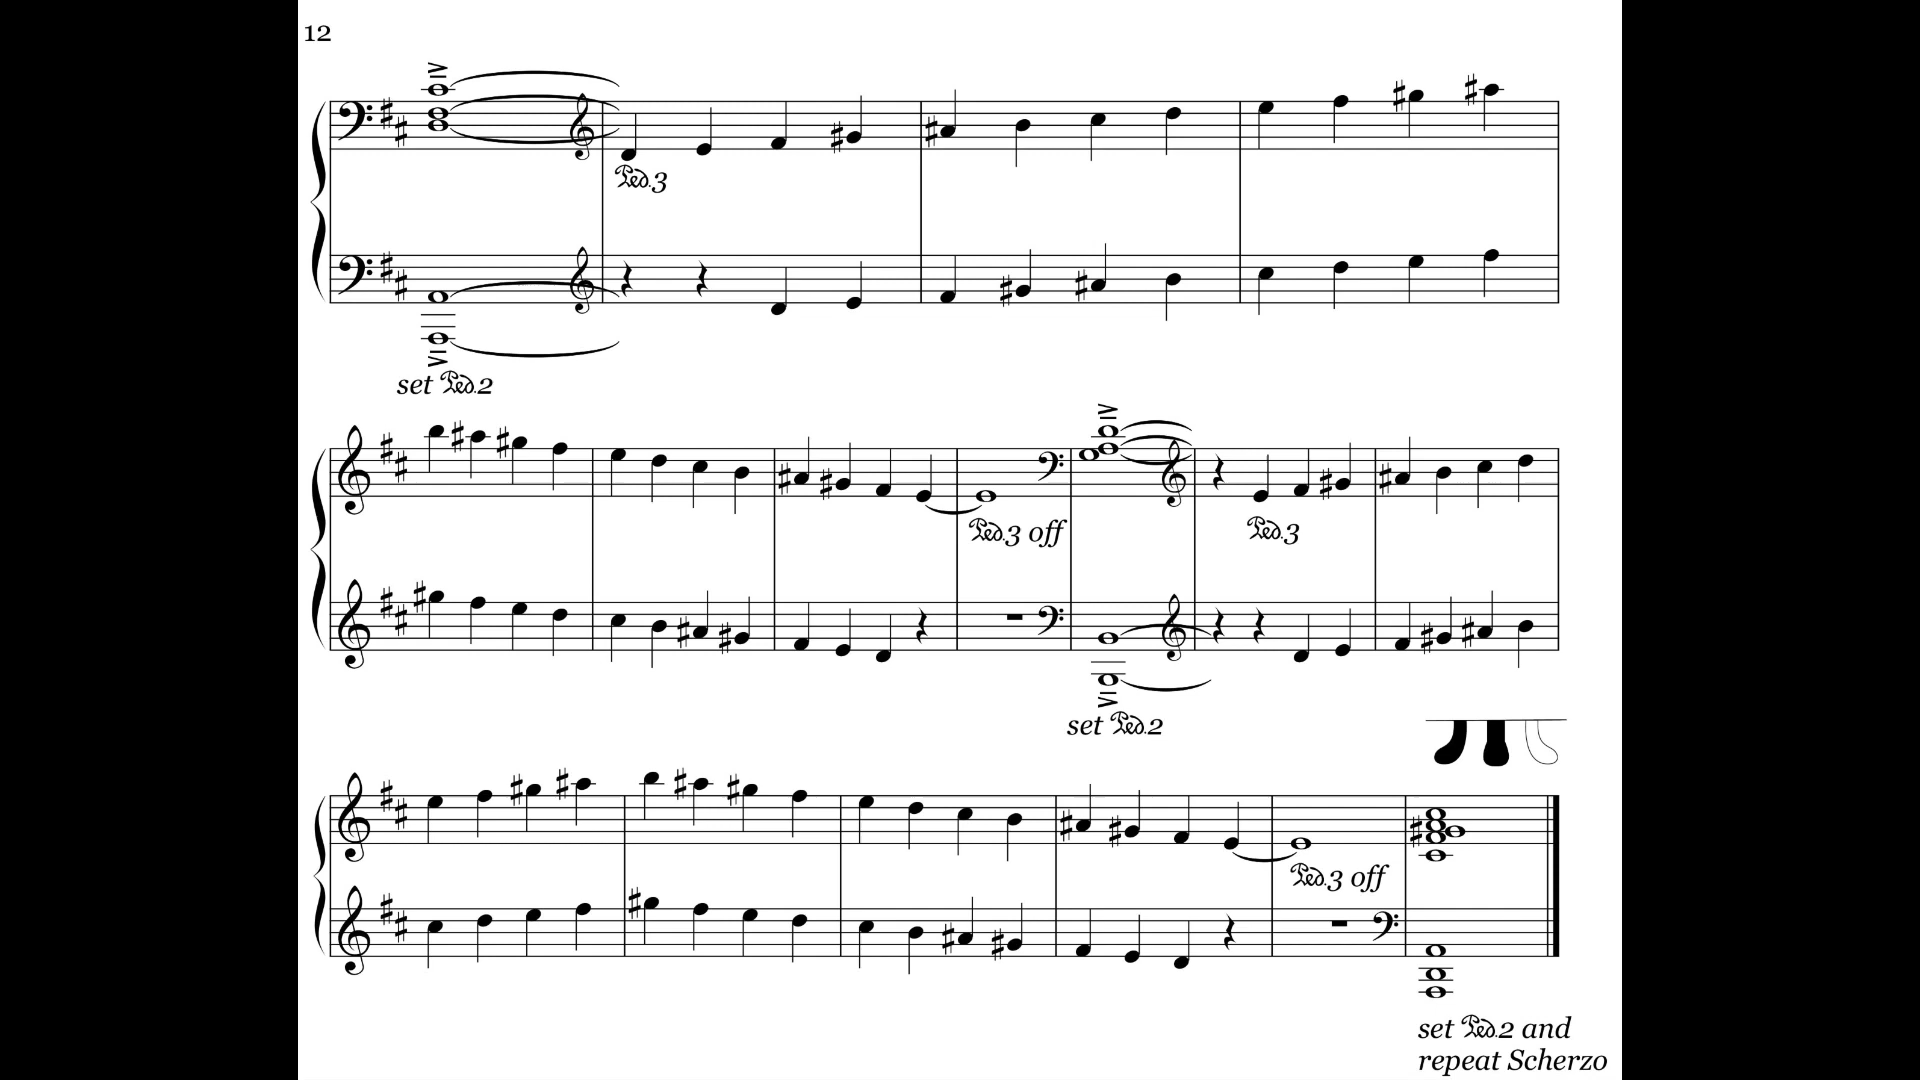 12
Ped.3
set Ped.2
Ped.3 off
Ped.3
set Ped.2
Ped.3 off
set Ped.2 and
repeat Scherzo